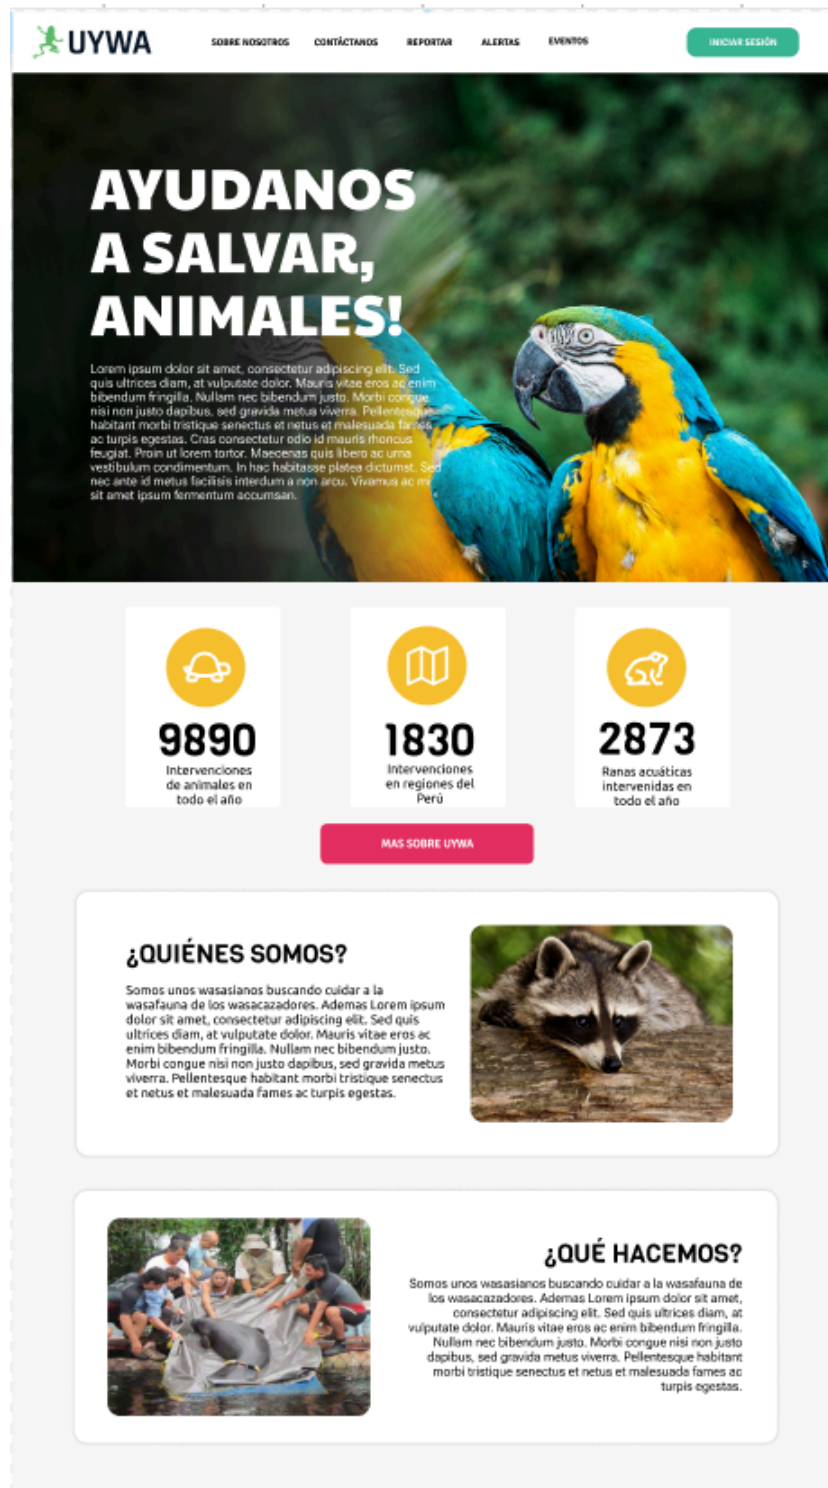 UYWA
SOBRE NOSOTROS
CONTÁCTANOS
REPORTAR
ALERTAS
EVENTOS
INICIAR SESIÓN
AYUDANOS
A SALVAR,
ANIMALES!
Lorem ipsum dolor sit amet, consectetur adipiscing elit. Sed
quis ultrices diam, at vulputate dolor. Mauris vitae eros ac enim
bibendum fringilla. Nullam nec bibendum justo. Morbi congue
nisi non justo dapibus, sed gravida metus viverra. Pellentesque
habitant morbi tristique senectus et netus et malesuada fames
ac turpis egestas. Cras consectetur odio id mauris rhoncus
feugiat. Proin ut lorem tortor. Maecenas quis libero ac urna
vestibulum condimentum. In hac habitasse platea dictumst. Sed
nec ante id metus facilisis interdum a non arcu. Vivamus ac mi
sit amet ipsum fermentum accumsan.
9890
Intervenciones
de animales en
todo el año
1830
Intervenciones
en regiones del
Perú
2873
Ranas acuáticas
intervenidas en
todo el año
MAS SOBRE UYWA
¿QUIÉNES SOMOS?
Somos unos wasasianos buscando cuidar a la
wasafauna de los wasacazadores. Ademas Lorem ipsum
dolor sit amet, consectetur adipiscing elit. Sed quis
ultrices diam, at vulputate dolor. Mauris vitae eros ac
enim bibendum fringilla. Nullam nec bibendum justo.
Morbi congue nisi non justo dapibus, sed gravida metus
viverra. Pellentesque habitant morbi tristique senectus
et netus et malesuada fames ac turpis egestas.
¿QUÉ HACEMOS?
Somos unos wasasianos buscando cuidar a la wasafauna de
los wasacazadores. Ademas Lorem ipsum dolor sit amet,
consectetur adipiscing elit. Sed quis ultrices diam, at
vulputate dolor. Mauris vitae eros ac enim bibendum fringilla.
Nullam nec bibendum justo. Morbi congue nisi non justo
dapibus, sed gravida metus viverra. Pellentesque habitant
morbi tristique senectus et netus et malesuada fames ac
turpis egestas.